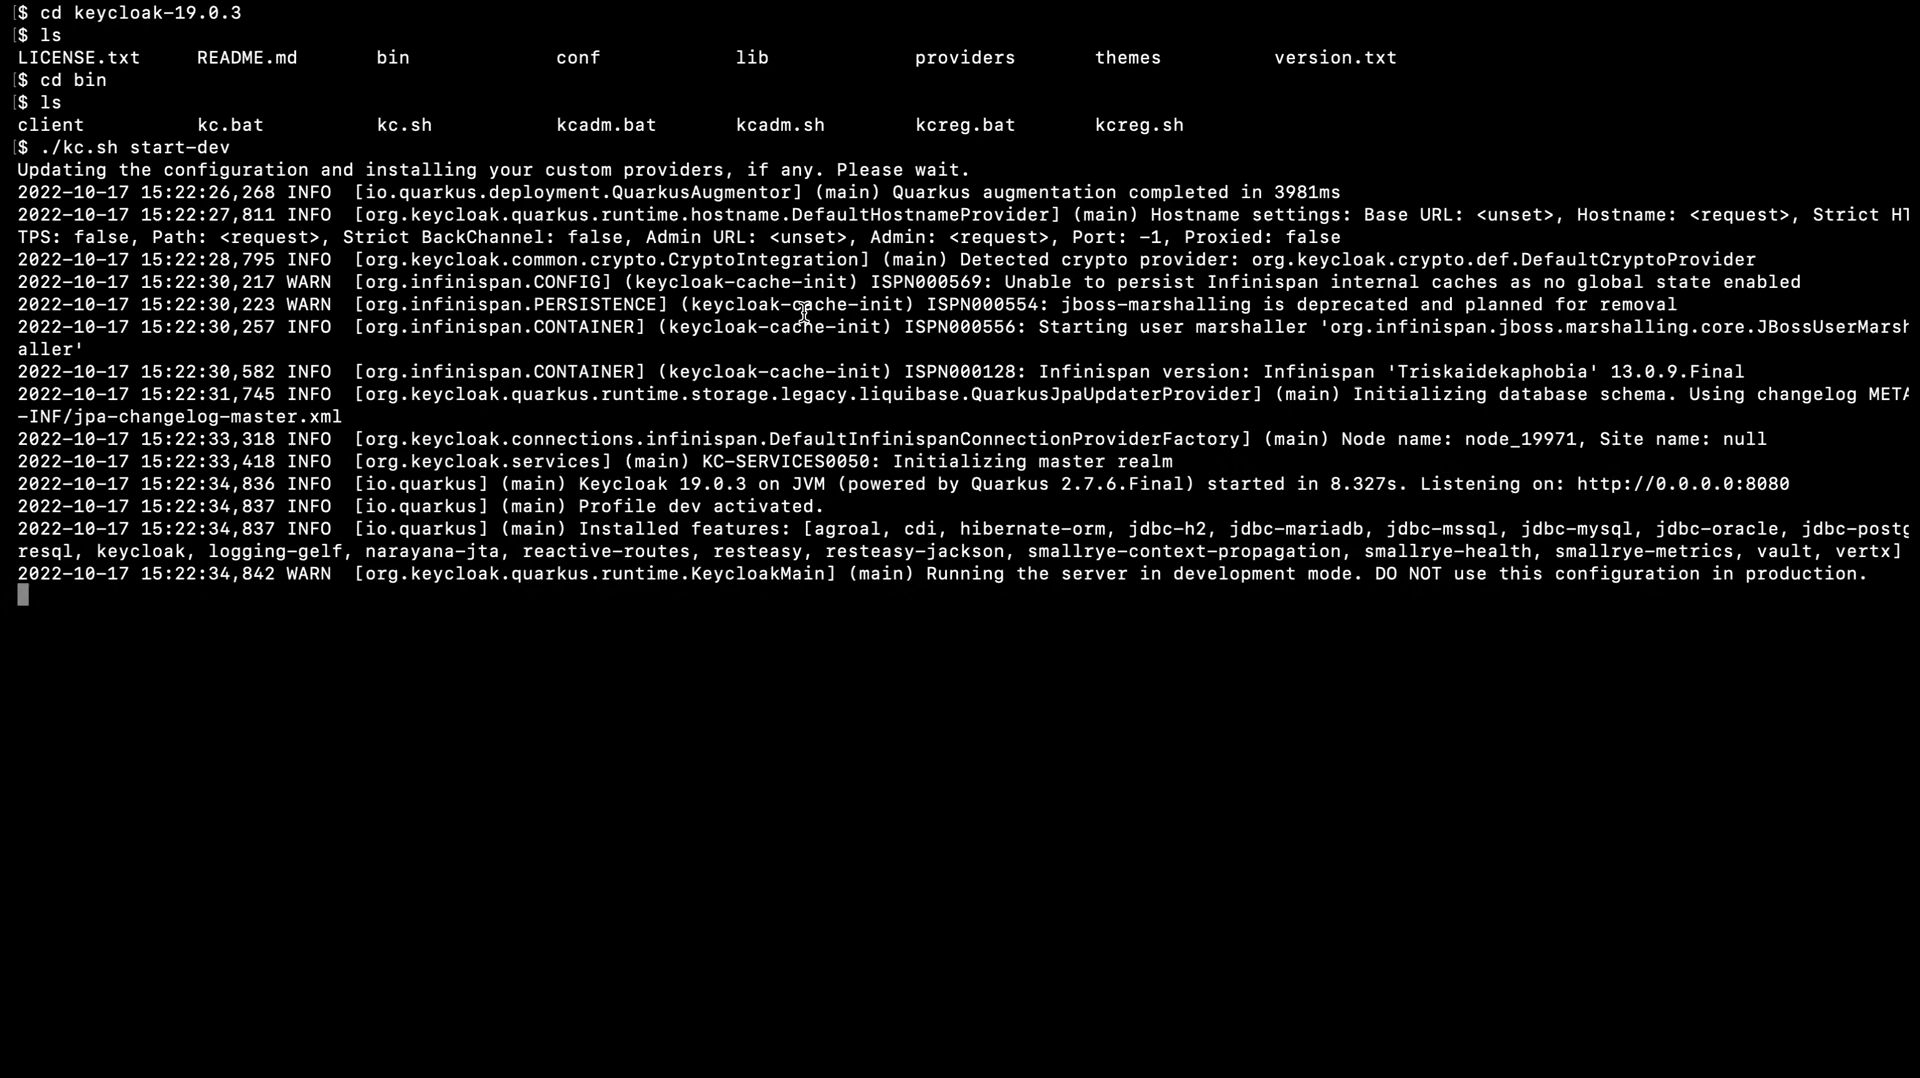 [$ cd keycloak-19.0.3
[$ ls
LICENSE.txt     README.md       bin             conf            lib             providers       themes          version.txt
[$ cd bin
[$ ls
client          kc.bat          kc.sh           kcadm.bat       kcadm.sh        kcreg.bat       kcreg.sh
[$ ./kc.sh start-dev
Updating the configuration and installing your custom providers, if any. Please wait.
2022-10-17 15:22:26,268 INFO  [io.quarkus.deployment.QuarkusAugmentor] (main) Quarkus augmentation completed in 3981ms
2022-10-17 15:22:27,811 INFO  [org.keycloak.quarkus.runtime.hostname.DefaultHostnameProvider] (main) Hostname settings: Base URL: <unset>, Hostname: <request>, Strict HT
TPS: false, Path: <request>, Strict BackChannel: false, Admin URL: <unset>, Admin: <request>, Port: -1, Proxied: false
2022-10-17 15:22:28,795 INFO  [org.keycloak.common.crypto.CryptoIntegration] (main) Detected crypto provider: org.keycloak.crypto.def.DefaultCryptoProvider
2022-10-17 15:22:30,217 WARN  [org.infinispan.CONFIG] (keycloak-cache-init) ISPN000569: Unable to persist Infinispan internal caches as no global state enabled
2022-10-17 15:22:30,223 WARN  [org.infinispan.PERSISTENCE] (keycloak-cache-init) ISPN000554: jboss-marshalling is deprecated and planned for removal
2022-10-17 15:22:30,257 INFO  [org.infinispan.CONTAINER] (keycloak-cache-init) ISPN000556: Starting user marshaller 'org.infinispan.jboss.marshalling.core.JBossUserMarsh
aller'
2022-10-17 15:22:30,582 INFO  [org.infinispan.CONTAINER] (keycloak-cache-init) ISPN000128: Infinispan version: Infinispan 'Triskaidekaphobia' 13.0.9.Final
2022-10-17 15:22:31,745 INFO  [org.keycloak.quarkus.runtime.storage.legacy.liquibase.QuarkusJpaUpdaterProvider] (main) Initializing database schema. Using changelog META
-INF/jpa-changelog-master.xml
2022-10-17 15:22:33,318 INFO  [org.keycloak.connections.infinispan.DefaultInfinispanConnectionProviderFactory] (main) Node name: node_19971, Site name: null
2022-10-17 15:22:33,418 INFO  [org.keycloak.services] (main) KC-SERVICES0050: Initializing master realm
2022-10-17 15:22:34,836 INFO  [io.quarkus] (main) Keycloak 19.0.3 on JVM (powered by Quarkus 2.7.6.Final) started in 8.327s. Listening on: http://0.0.0.0:8080
2022-10-17 15:22:34,837 INFO  [io.quarkus] (main) Profile dev activated.
2022-10-17 15:22:34,837 INFO  [io.quarkus] (main) Installed features: [agroal, cdi, hibernate-orm, jdbc-h2, jdbc-mariadb, jdbc-mssql, jdbc-mysql, jdbc-oracle, jdbc-postg
resql, keycloak, logging-gelf, narayana-jta, reactive-routes, resteasy, resteasy-jackson, smallrye-context-propagation, smallrye-health, smallrye-metrics, vault, vertx]
2022-10-17 15:22:34,842 WARN  [org.keycloak.quarkus.runtime.KeycloakMain] (main) Running the server in development mode. DO NOT use this configuration in production.